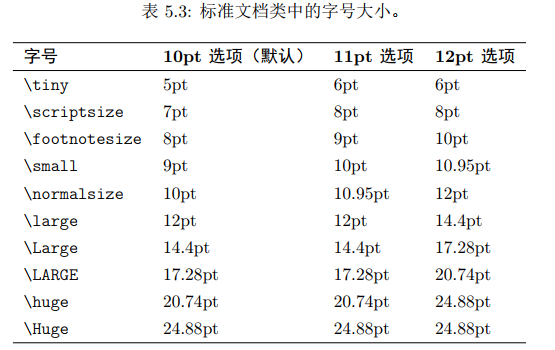 表 5.3: 标准文档类中的字号大小。
字号 10pt 选项（默认） 11pt 选项 12pt 选项
\tiny 5pt 6pt 6pt
\scriptsize 7pt 8pt 8pt
\footnotesize 8pt 9pt 10pt
\small 9pt 10pt 10.95pt
\normalsize 10pt 10.95pt 12pt
\large 12pt 12pt 14.4pt
\Large 14.4pt 14.4pt 17.28pt
\LARGE 17.28pt 17.28pt 20.74pt
\huge 20.74pt 20.74pt 24.88pt
\Huge 24.88pt 24.88pt 24.88pt